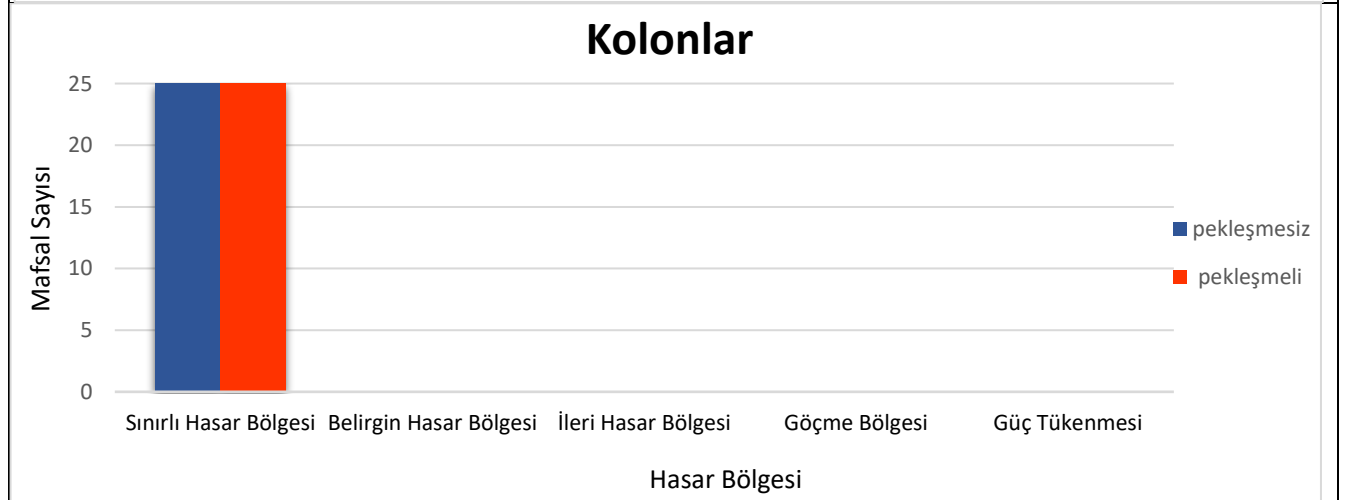 Kolonlar
25
20
15
10
5
0
Mafsal Sayısı
Sınırlı Hasar Bölgesi Belirgin Hasar Bölgesi İleri Hasar Bölgesi Göçme Bölgesi Güç Tükenmesi
Hasar Bölgesi
pekleşmesiz
pekleşmeli